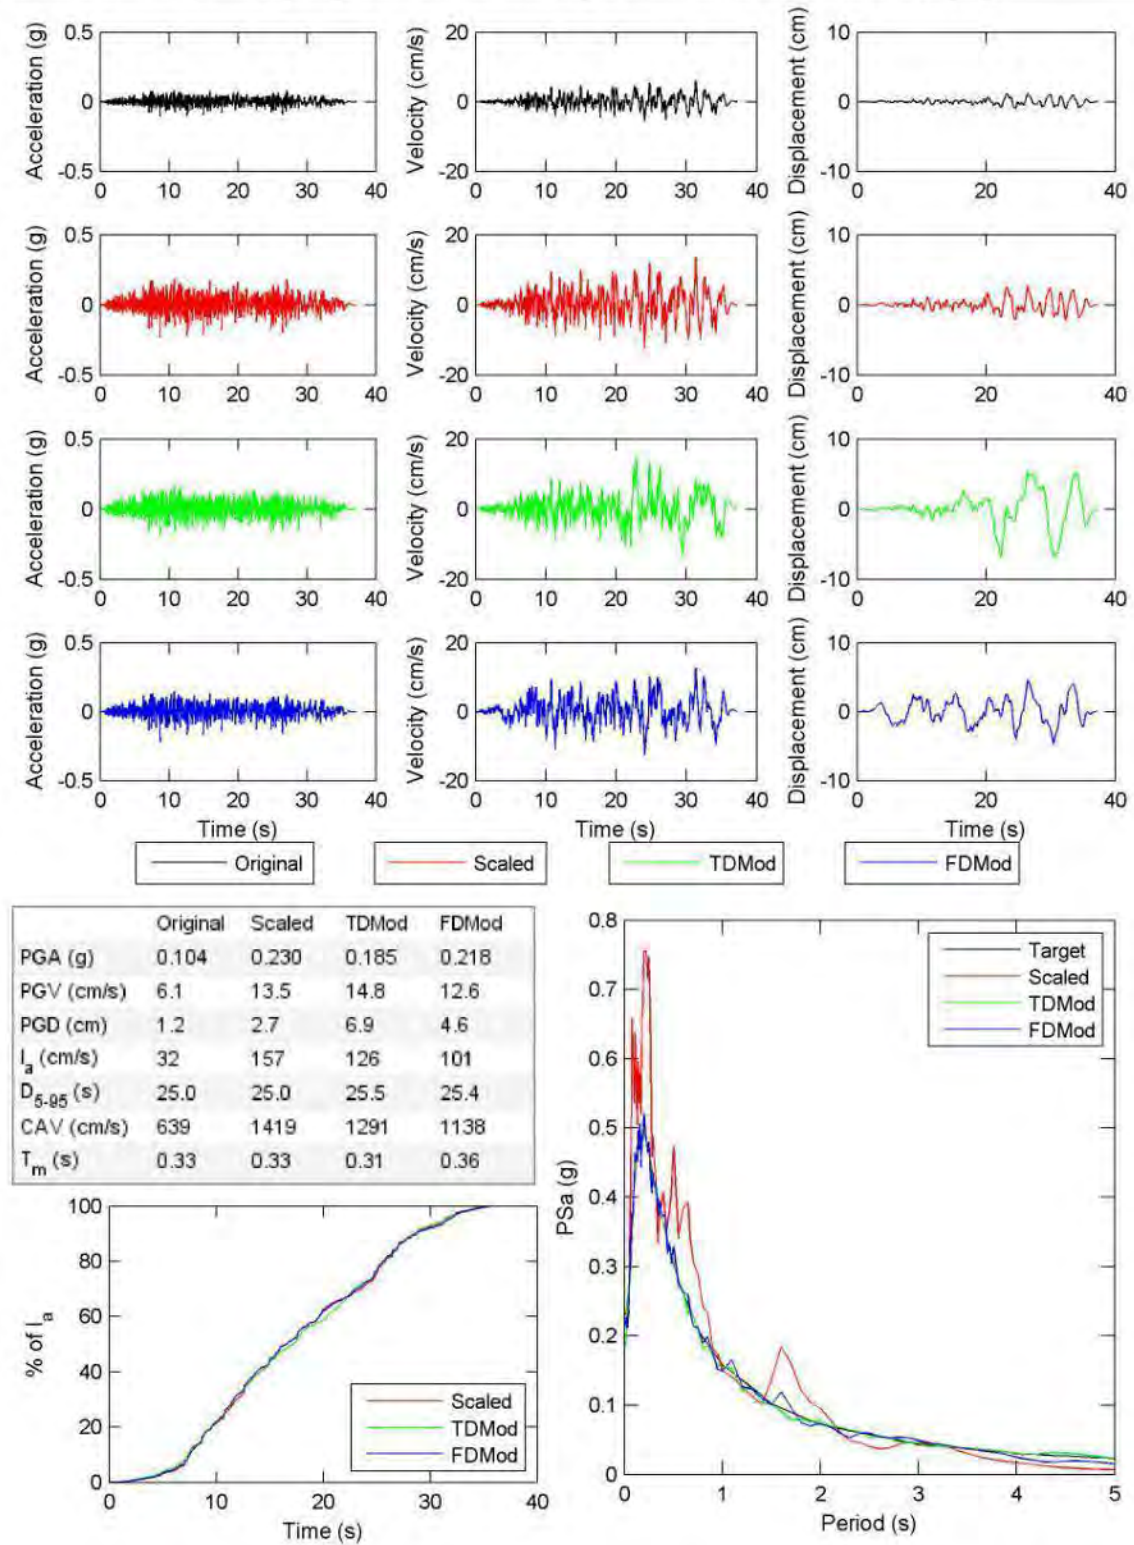 Acceleration (g)
0.5
0
-0.5
0 10 20 30 40
Velocity (cm/s)
20
0
-20
0 10 20 30 40
Displacement (cm)
10
0
-10
0 20 40
Acceleration (g)
0.5
0
-0.5
0 10 20 30 40
Velocity (cm/s)
20
0
-20
0 10 20 30 40
Displacement (cm)
10
0
-10
0 20 40
Acceleration (g)
0.5
0
-0.5
0 10 20 30 40
Velocity (cm/s)
20
0
-20
0 10 20 30 40
Displacement (cm)
10
0
-10
0 20 40
Acceleration (g)
0.5
0
-0.5
0 10 20 30 40
Time (s)
Velocity (cm/s)
20
0
-20
0 10 20 30 40
Time (s)
Displacement (cm)
10
0
-10
0 20 40
Time (s)
Original Scaled TDMod FDMod
Original Scaled TDMod FDMod
PGA (g) 0.104 0.230 0.185 0.218
PGV (cm/s) 6.1 13.5 14.8 12.6
PGD (cm) 1.2 2.7 6.9 4.6
Ia (cm/s) 32 157 126 101
D5-95 (s) 25.0 25.0 25.5 25.4
CAV (cm/s) 639 1419 1291 1138
Tm (s) 0.33 0.33 0.31 0.36
% of Ia
100
80
60
40
20
0
0 10 20 30 40
Time (s)
Scaled
TDMod
FDMod
PSa (g)
0.8
0.7
0.6
0.5
0.4
0.3
0.2
0.1
0
0 1 2 3 4 5
Period (s)
Target
Scaled
TDMod
FDMod